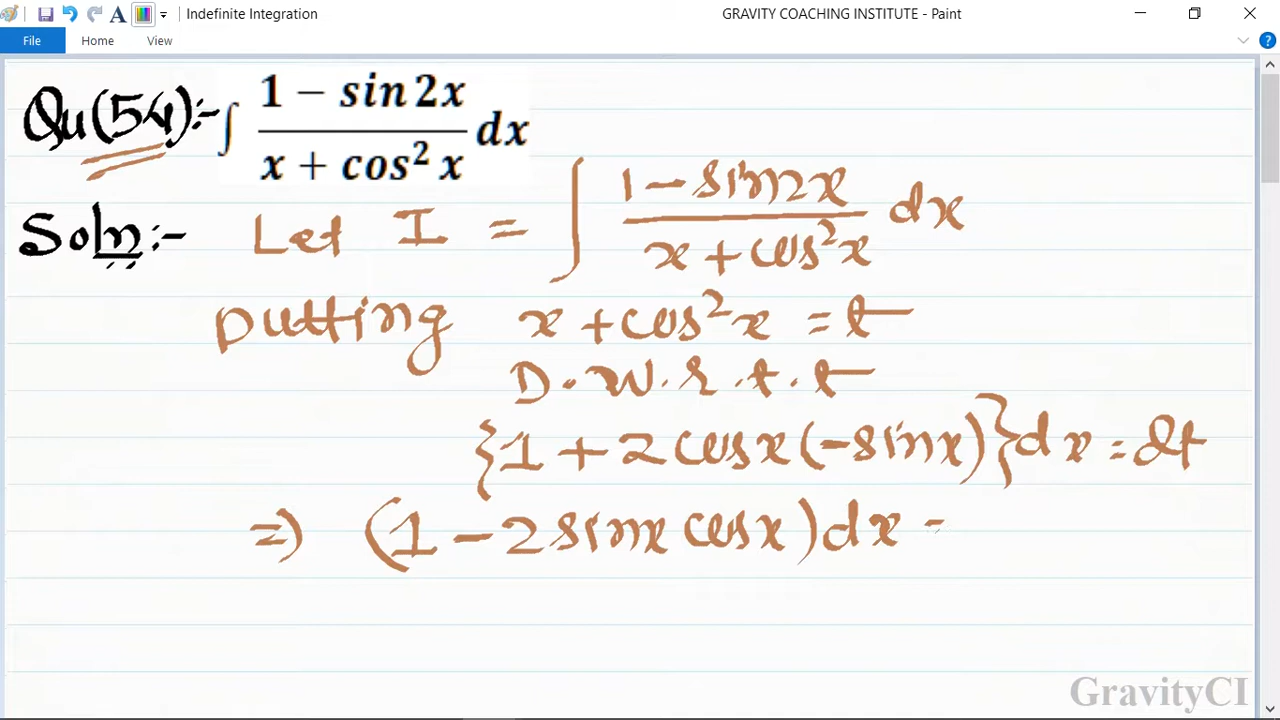 Indefinite Integration
GRAVITY COACHING INSTITUTE - Paint
File Home View
Qu(54):- ∫ (1 − sin 2x)/(x + cos² x) dx
Soln:- Let I = ∫ (1 − sin2x)/(x + cos²x) dx
putting x + cos²x = t
D.W.r.t.t
{1 + 2cosx(−sinx)}dx = dt
⇒ (1 − 2sinx cosx)dx =
GravityCI